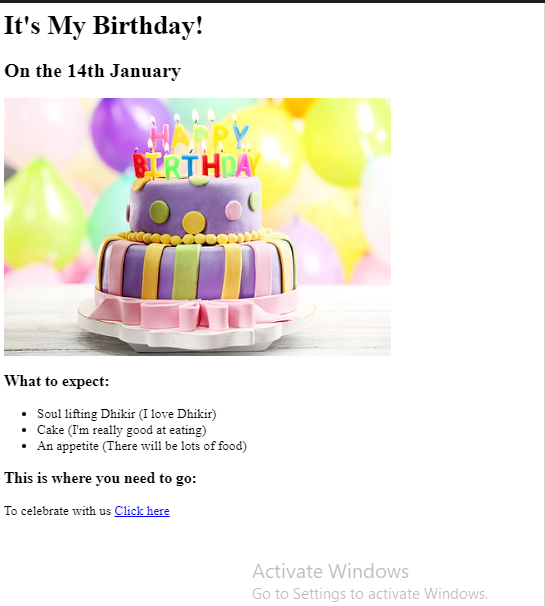 It's My Birthday!
On the 14th January
HAPPY
BIRTHDAY
What to expect:
Soul lifting Dhikir (I love Dhikir)
Cake (I'm really good at eating)
An appetite (There will be lots of food)
This is where you need to go:
To celebrate with us Click here
Activate Windows
Go to Settings to activate Windows.